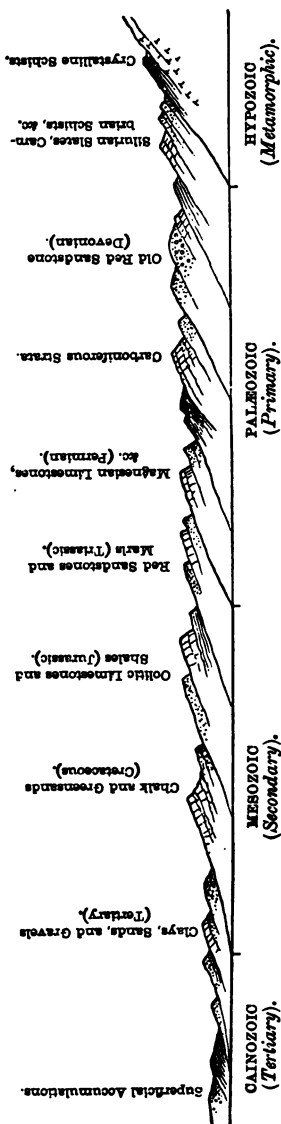 Superficial Accumulations.
Clays, Sands, and Gravels
(Tertiary).
Chalk and Greensands
(Cretaceous).
Oolitic Limestones and
Shales (Jurassic).
Red Sandstones and
Marls (Triassic).
Magnesian Limestones,
&c. (Permian).
Carboniferous Strata.
Old Red Sandstone
(Devonian).
Silurian Slates, Cam-
brian Schists, &c.
Crystalline Schists,
CAINOZOIC
(Tertiary).
MESOZOIC
(Secondary).
PALÆOZOIC
(Primary).
HYPOZOIC
(Metamorphic).